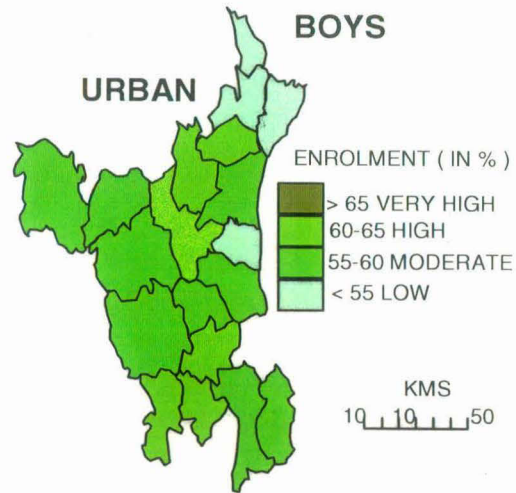 BOYS
URBAN
ENROLMENT ( IN % )
> 65 VERY HIGH
60-65 HIGH
55-60 MODERATE
< 55 LOW
KMS
10 10 50